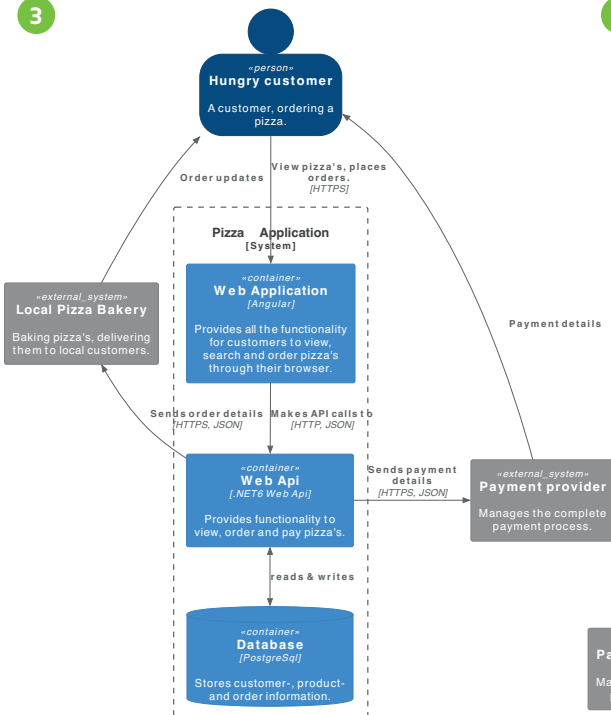 3
«person»
Hungry customer
A customer, ordering a
pizza.
Order updates
View pizza's, places
orders.
[HTTPS]
Pizza Application
[System]
«container»
Web Application
[Angular]
Provides all the functionality
for customers to view,
search and order pizza's
through their browser.
«external_system»
Local Pizza Bakery
Baking pizza's, delivering
them to local customers.
Payment details
Sends order details
[HTTPS, JSON]
Makes API calls to
[HTTP, JSON]
«container»
Web Api
[.NET6 Web Api]
Provides functionality to
view, order and pay pizza's.
Sends payment
details
[HTTPS, JSON]
«external_system»
Payment provider
Manages the complete
payment process.
reads & writes
«container»
Database
[PostgreSql]
Stores customer-, product-
and order information.
Pa
Ma